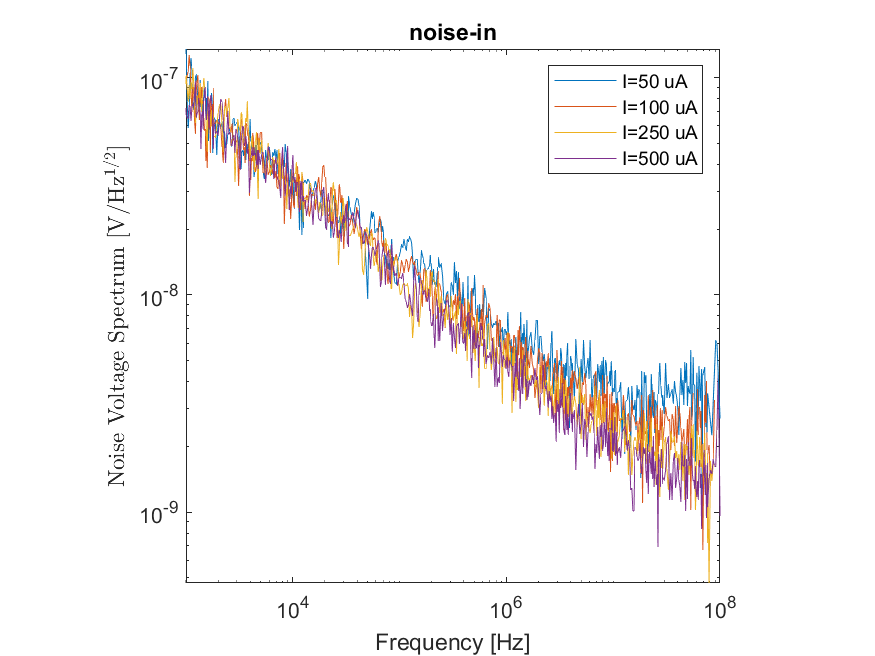 noise-in
10^-7
10^-8
10^-9
Noise Voltage Spectrum [V/Hz^1/2]
I=50 uA
I=100 uA
I=250 uA
I=500 uA
10^4
10^6
10^8
Frequency [Hz]